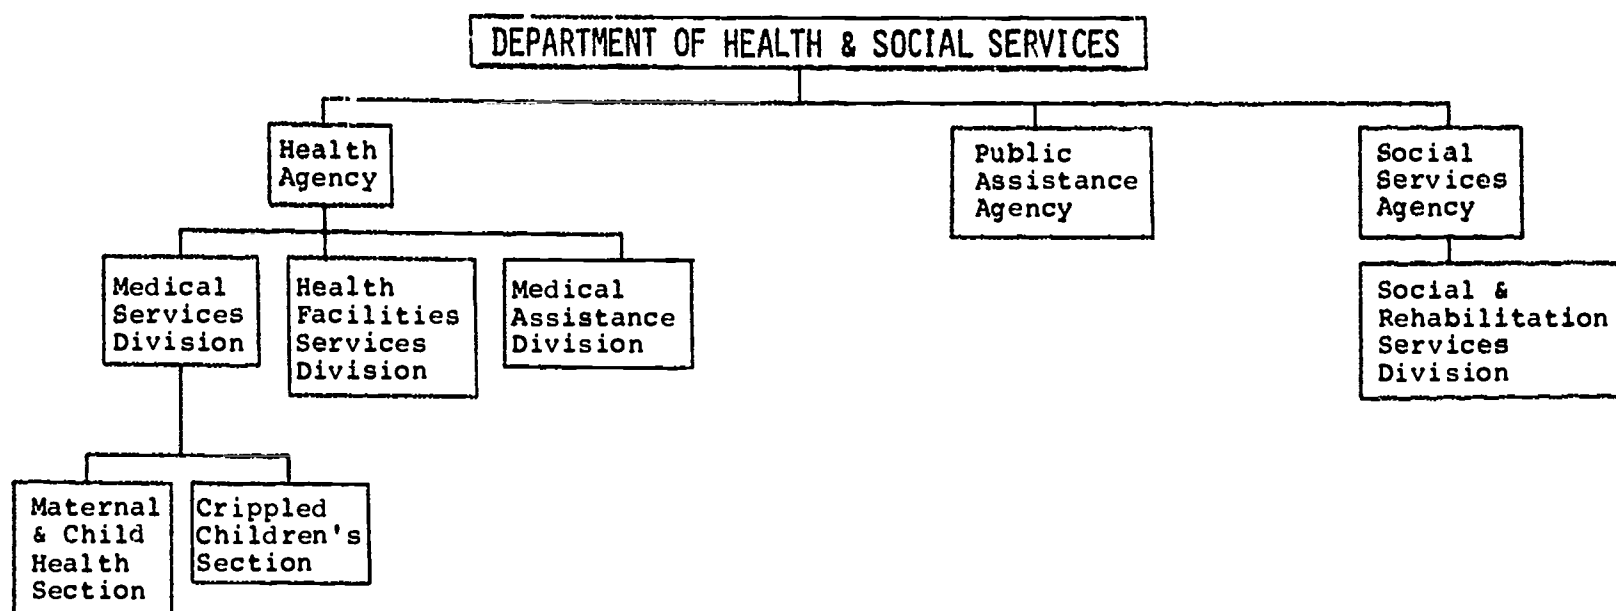 DEPARTMENT OF HEALTH & SOCIAL SERVICES
Health
Agency
Public
Assistance
Agency
Social
Services
Agency
Medical
Services
Division
Health
Facilities
Services
Division
Medical
Assistance
Division
Social &
Rehabilitation
Services
Division
Maternal
& Child
Health
Section
Crippled
Children's
Section